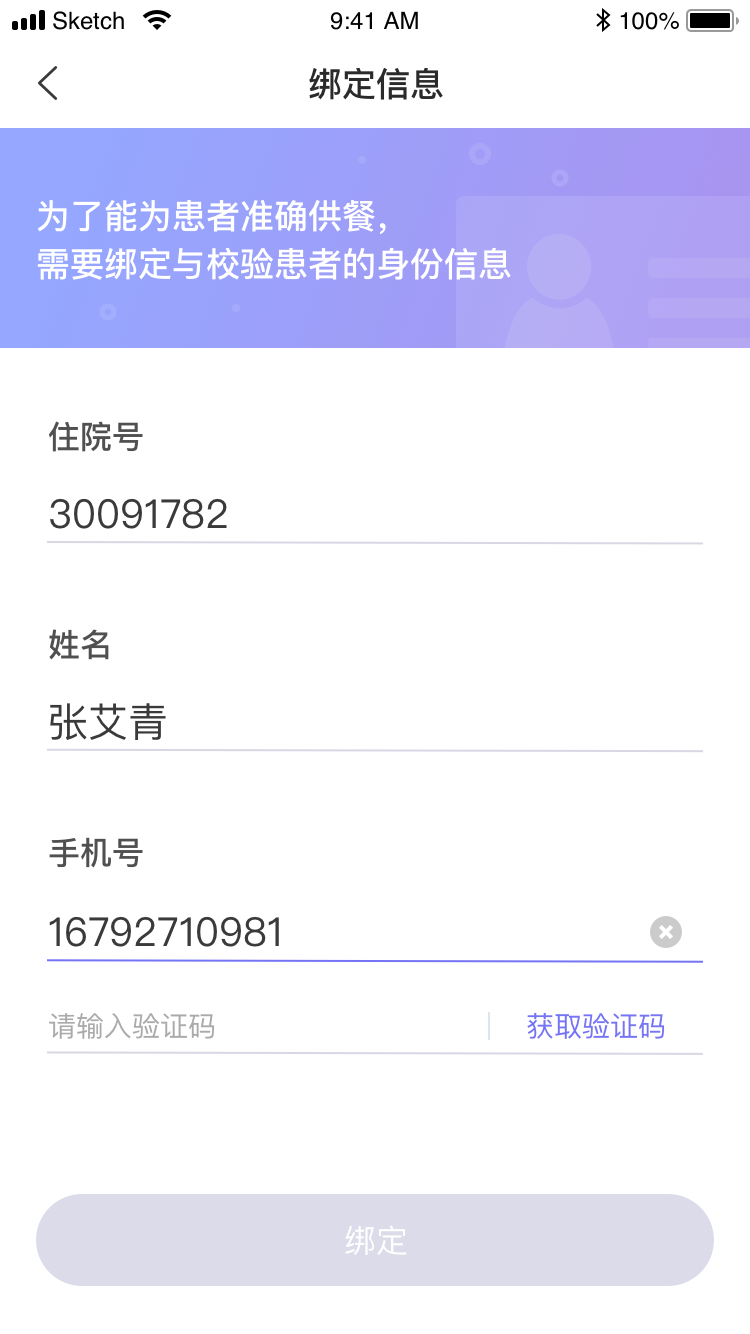 Sketch 9:41 AM 100%
绑定信息
为了能为患者准确供餐，
需要绑定与校验患者的身份信息
住院号
30091782
姓名
张艾青
手机号
16792710981
请输入验证码 获取验证码
绑定